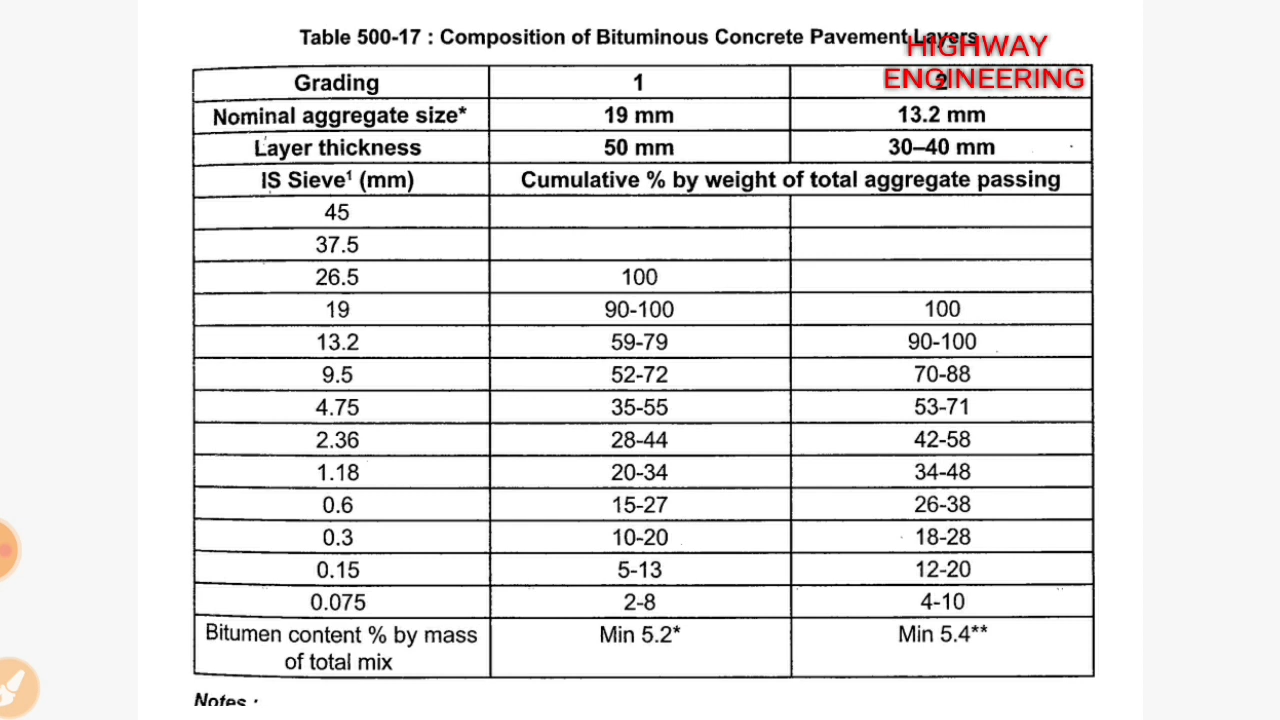 Table 500-17 : Composition of Bituminous Concrete Pavement Layers
HIGHWAY
ENGINEERING
Grading 1 2
Nominal aggregate size* 19 mm 13.2 mm
Layer thickness 50 mm 30–40 mm
IS Sieve¹ (mm) Cumulative % by weight of total aggregate passing
45
37.5
26.5 100
19 90-100 100
13.2 59-79 90-100
9.5 52-72 70-88
4.75 35-55 53-71
2.36 28-44 42-58
1.18 20-34 34-48
0.6 15-27 26-38
0.3 10-20 18-28
0.15 5-13 12-20
0.075 2-8 4-10
Bitumen content % by mass Min 5.2* Min 5.4**
of total mix
Notes :